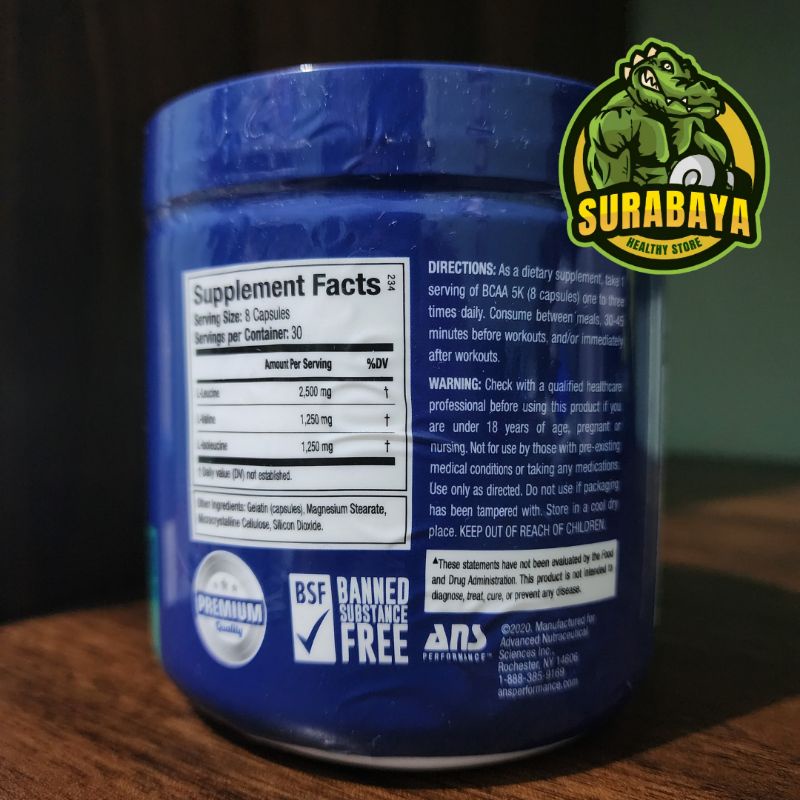 SURABAYA
HEALTHY STORE
Supplement Facts
234
Serving Size: 8 Capsules
Servings per Container: 30
Amount Per Serving %DV
L-Leucine 2,500 mg †
L-Valine 1,250 mg †
L-Isoleucine 1,250 mg †
† Daily value (DV) not established.
Other Ingredients: Gelatin (capsules), Magnesium Stearate,
Microcrystalline Cellulose, Silicon Dioxide.
DIRECTIONS: As a dietary supplement, take 1
serving of BCAA 5K (8 capsules) one to three
times daily. Consume between meals, 30-45
minutes before workouts, and/or immediately
after workouts.
WARNING: Check with a qualified healthcare
professional before using this product if you
are under 18 years of age, pregnant or
nursing. Not for use by those with pre-existing
medical conditions or taking any medications.
Use only as directed. Do not use if packaging
has been tampered with. Store in a cool dry
place. KEEP OUT OF REACH OF CHILDREN.
▲These statements have not been evaluated by the Food
and Drug Administration. This product is not intended to
diagnose, treat, cure, or prevent any disease.
PREMIUM
Quality
BSF
BANNED
SUBSTANCE
FREE
ANS
PERFORMANCE™
©2020. Manufactured for
Advanced Nutraceutical
Sciences Inc.,
Rochester, NY 14606
1-888-385-9169
ansperformance.com